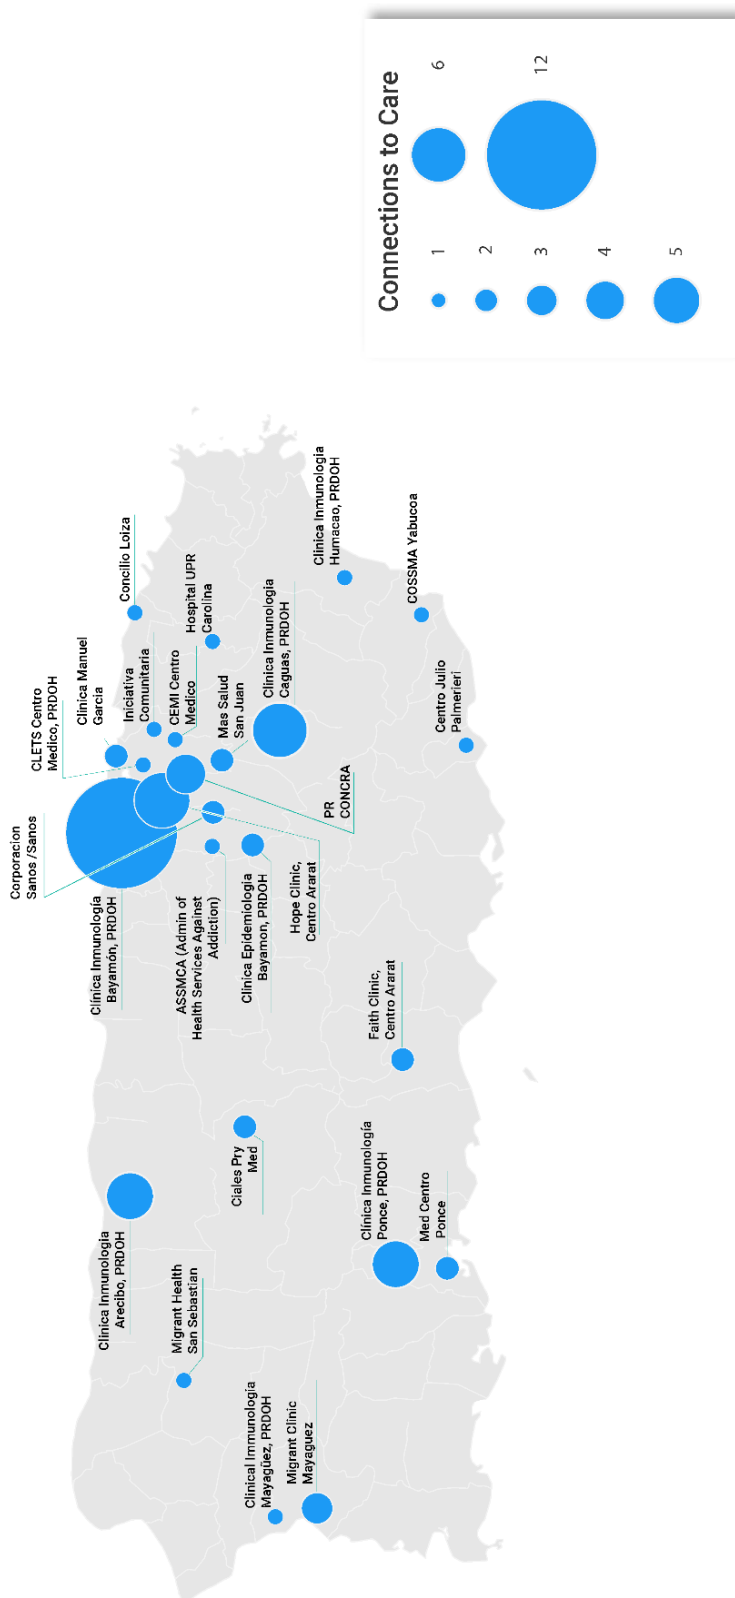 Connections to Care
1
2
3
4
5
6
12
Clinica Inmunologia
Arecibo, PRDOH
Migrant Health
San Sebastian
Clinical Immunologia
Mayagüez, PRDOH
Migrant Clinic
Mayaguez
Ciales Pry
Med
Clínica Inmunología
Ponce, PRDOH
Med Centro
Ponce
Faith Clinic,
Centro Ararat
Corporacion
Sanos /Sanos
Clínica Inmunología
Bayamón, PRDOH
ASSMCA (Admin of
Health Services Against
Addiction)
Clinica Epidemiologia
Bayamon, PRDOH
Hope Clinic,
Centro Ararat
CLETS Centro
Medico, PRDOH
Clinica Manuel
Garcia
Iniciativa
Comunitaria
CEMI Centro
Medico
Mas Salud
San Juan
PR
CONCRA
Concilio Loiza
Hospital UPR
Carolina
Clinica Inmunologia
Caguas, PRDOH
Clinica Inmunologia
Humacao, PRDOH
COSSMA Yabucoa
Centro Julio
Palmerieri